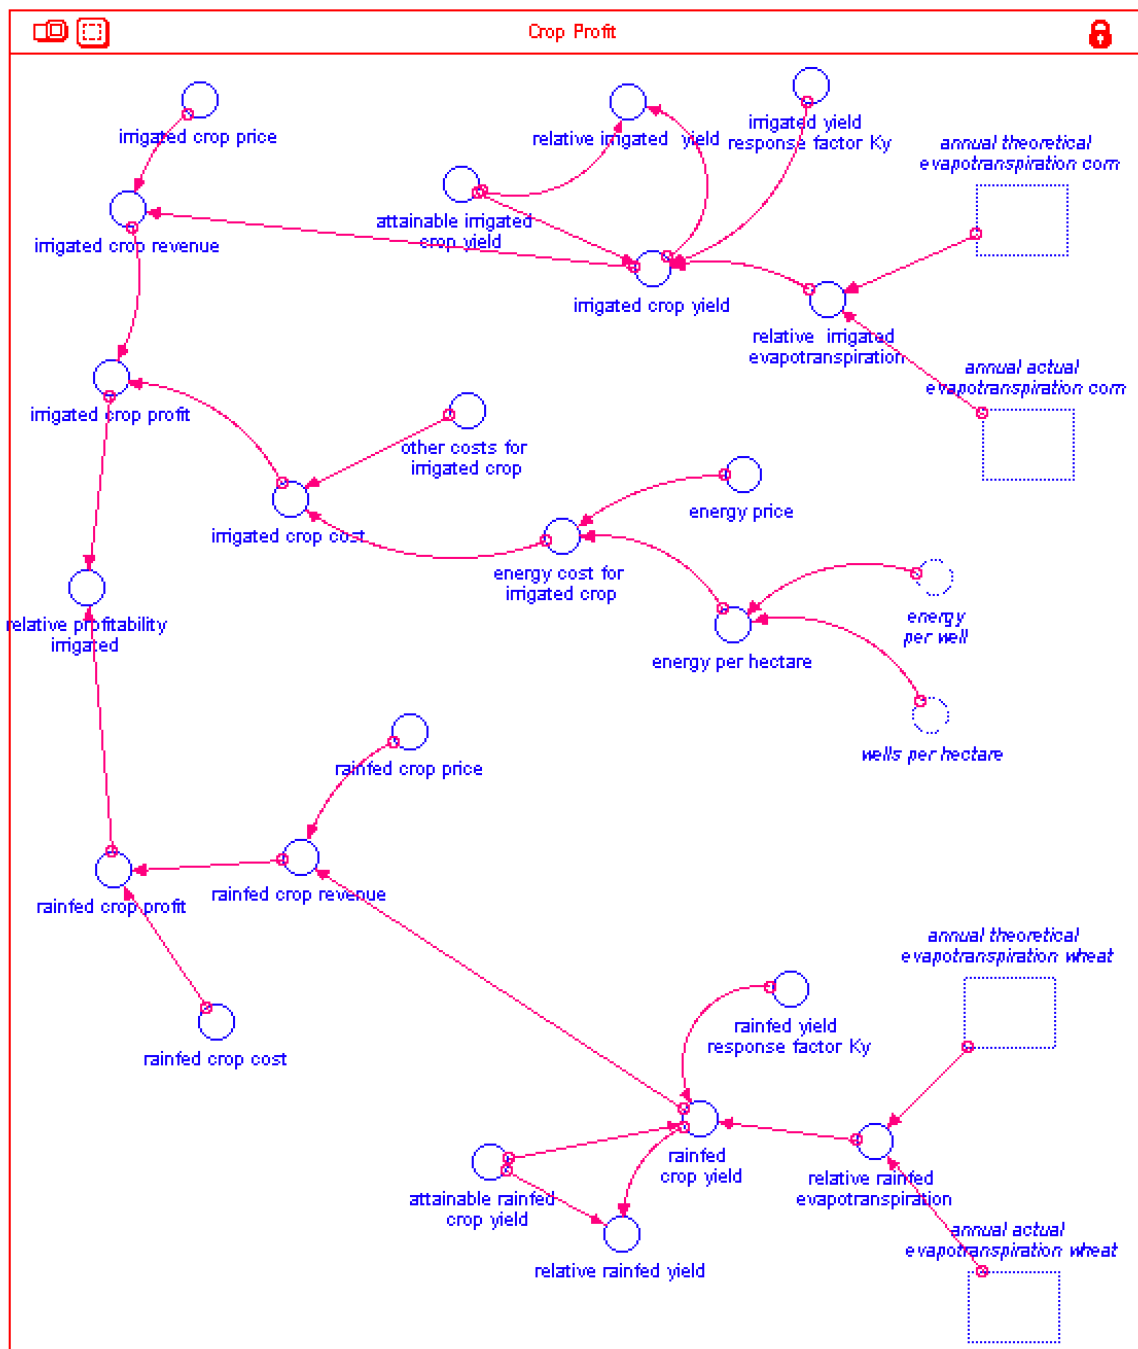 Crop Profit
irrigated crop price
relative irrigated yield
irrigated yield
response factor Ky
annual theoretical
evapotranspiration corn
attainable irrigated
crop yield
irrigated crop revenue
irrigated crop yield
relative irrigated
evapotranspiration
annual actual
evapotranspiration corn
irrigated crop profit
other costs for
irrigated crop
irrigated crop cost
energy price
energy cost for
irrigated crop
energy
per well
relative profitability
irrigated
energy per hectare
wells per hectare
rainfed crop price
rainfed crop revenue
rainfed crop profit
annual theoretical
evapotranspiration wheat
rainfed yield
response factor Ky
rainfed crop cost
rainfed
crop yield
relative rainfed
evapotranspiration
attainable rainfed
crop yield
annual actual
evapotranspiration wheat
relative rainfed yield